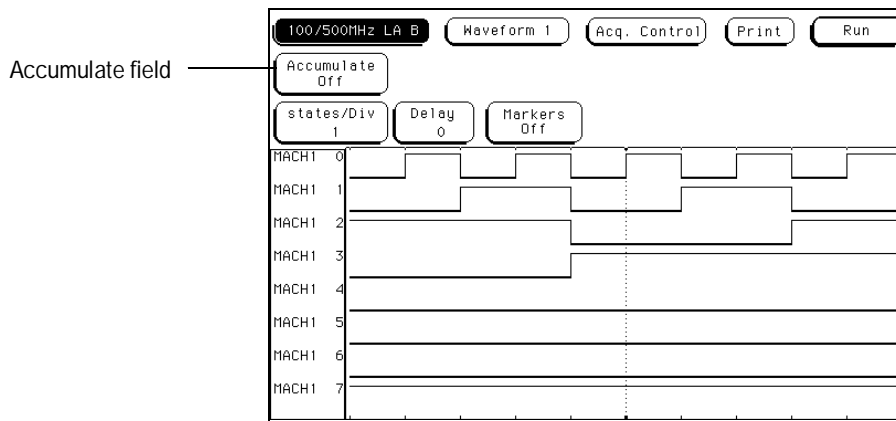 100/500MHz LA B
Waveform 1
Acq. Control
Print
Run
Accumulate field
Accumulate
Off
states/Div
1
Delay
0
Markers
Off
MACH1 0
MACH1 1
MACH1 2
MACH1 3
MACH1 4
MACH1 5
MACH1 6
MACH1 7